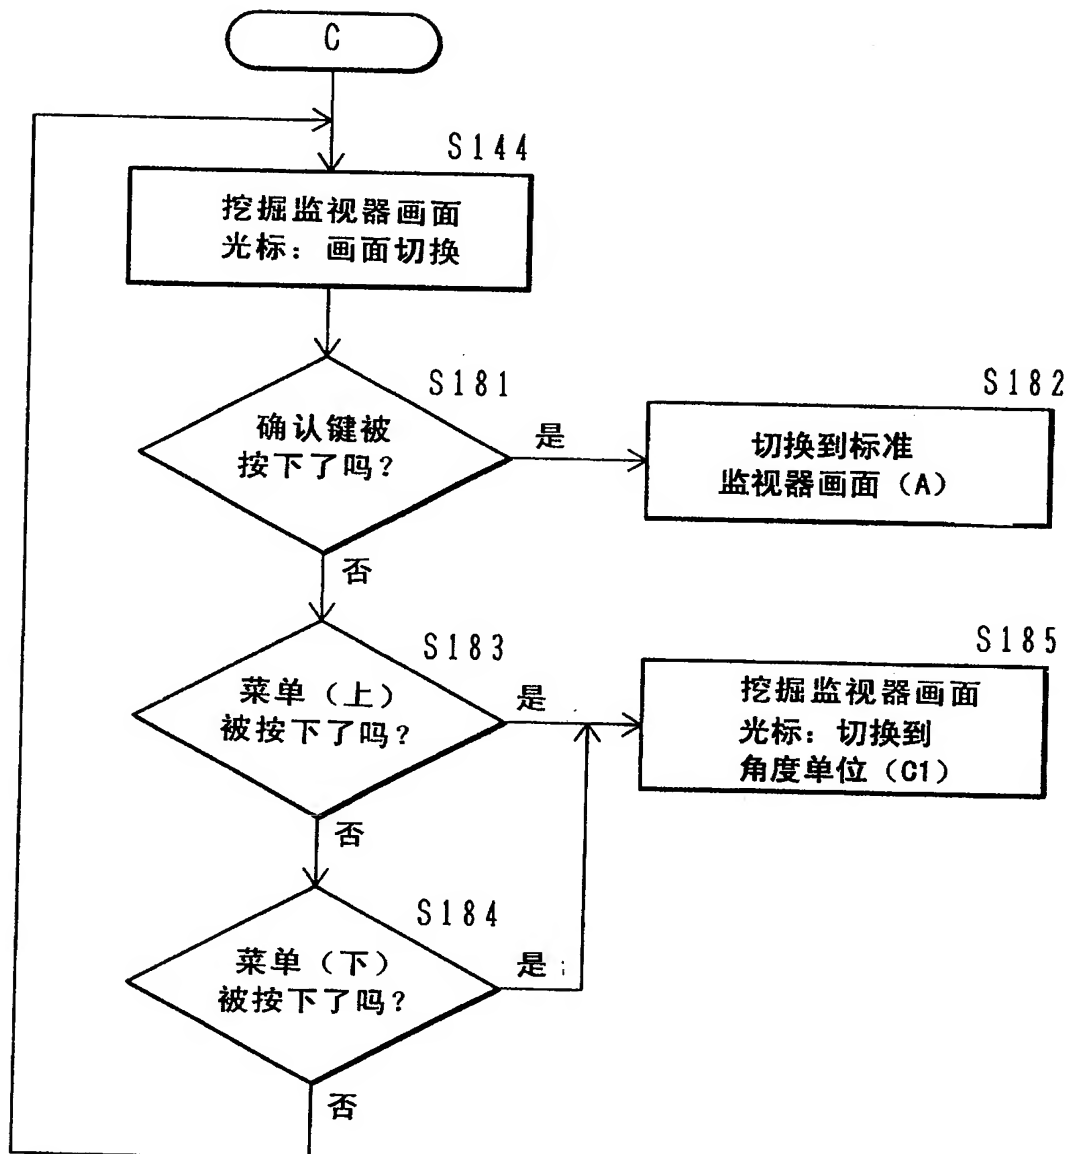 C
S144
挖掘监视器画面
光标：画面切换
S181
确认键被
按下了吗？
是
S182
切换到标准
监视器画面（A）
否
S183
菜单（上）
被按下了吗？
是
S185
挖掘监视器画面
光标：切换到
角度单位（C1）
否
S184
菜单（下）
被按下了吗？
是
否